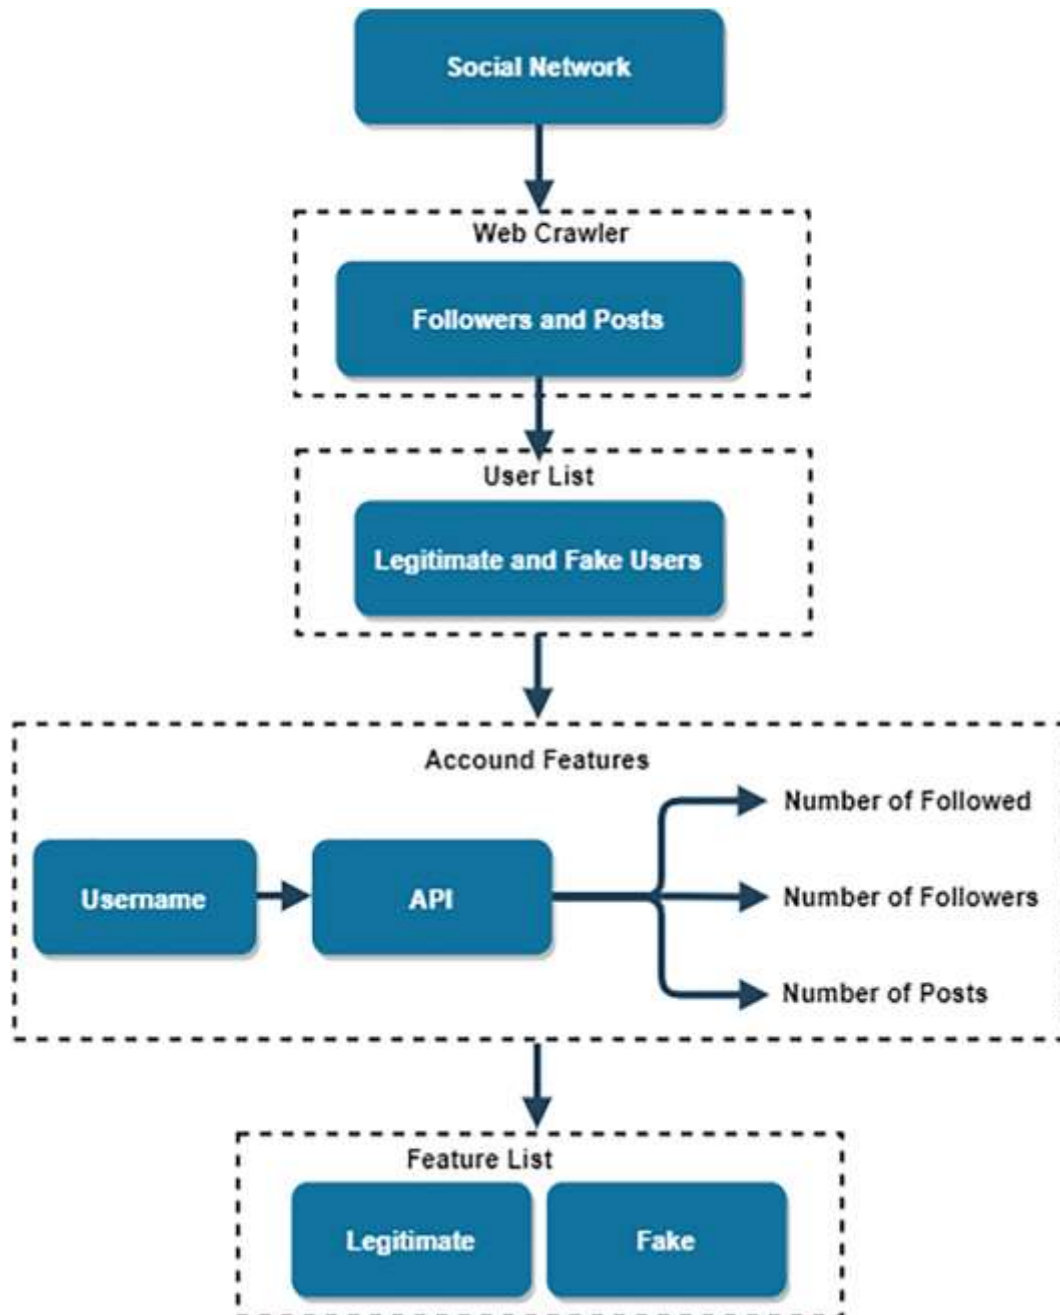 Social Network
Web Crawler
Followers and Posts
User List
Legitimate and Fake Users
Accound Features
Number of Followed
Username
API
Number of Followers
Number of Posts
Feature List
Legitimate
Fake